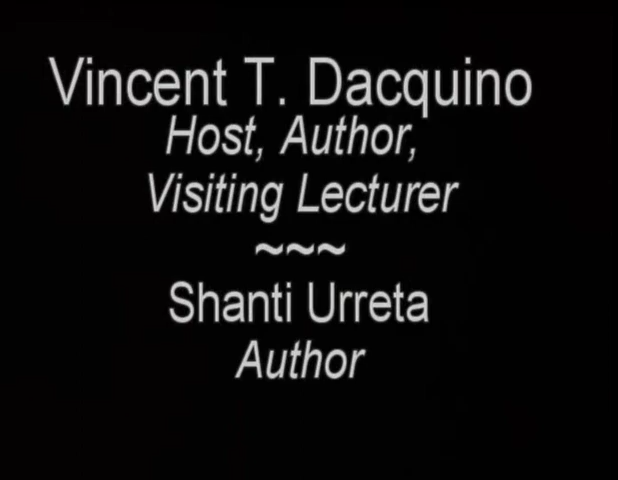 Vincent T. Dacquino
Host, Author,
Visiting Lecturer
~~~
Shanti Urreta
Author